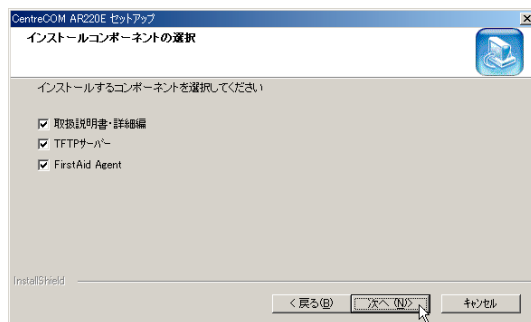 CentreCOM AR220E セットアップ
インストールコンポーネントの選択
インストールするコンポーネントを選択してください
取扱説明書・詳細編
TFTPサーバー
FirstAid Agent
InstallShield
< 戻る(B)
次へ (N)>
キャンセル